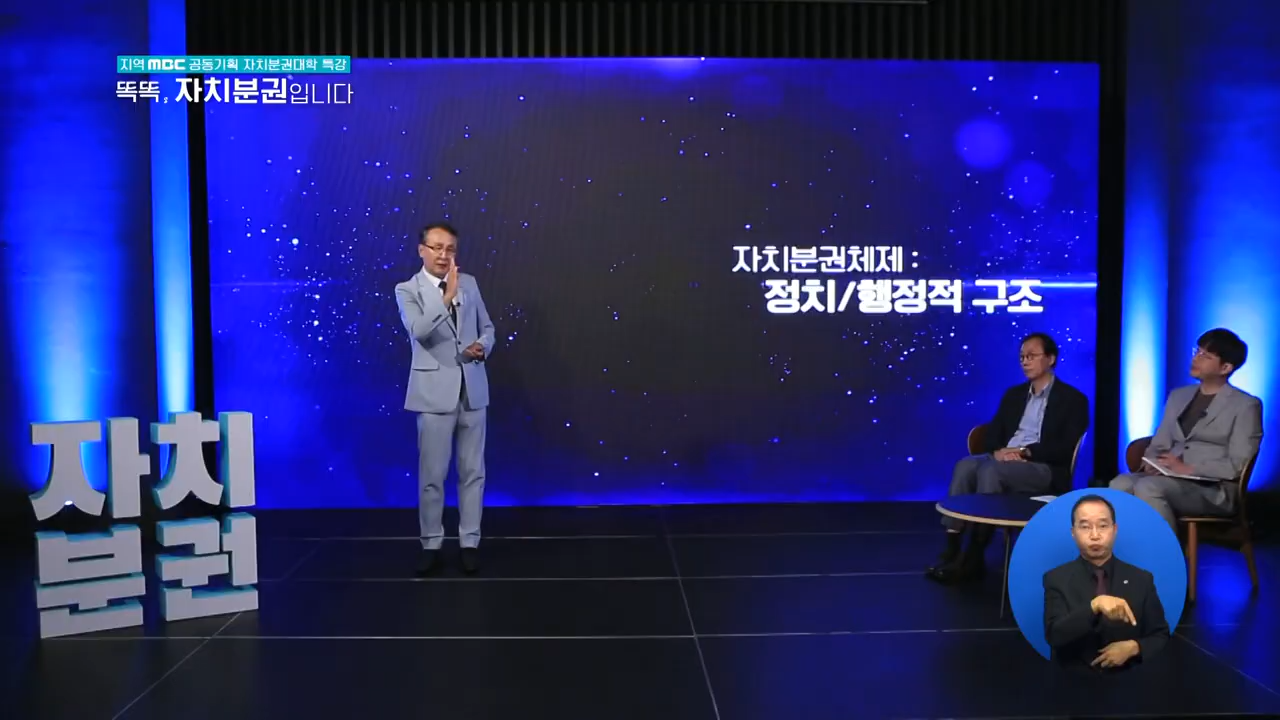 지역 MBC 공동기획 자치분권대학 특강
똑똑, 자치분권입니다
자치분권체제 :
정치/행정적 구조
자치
분권